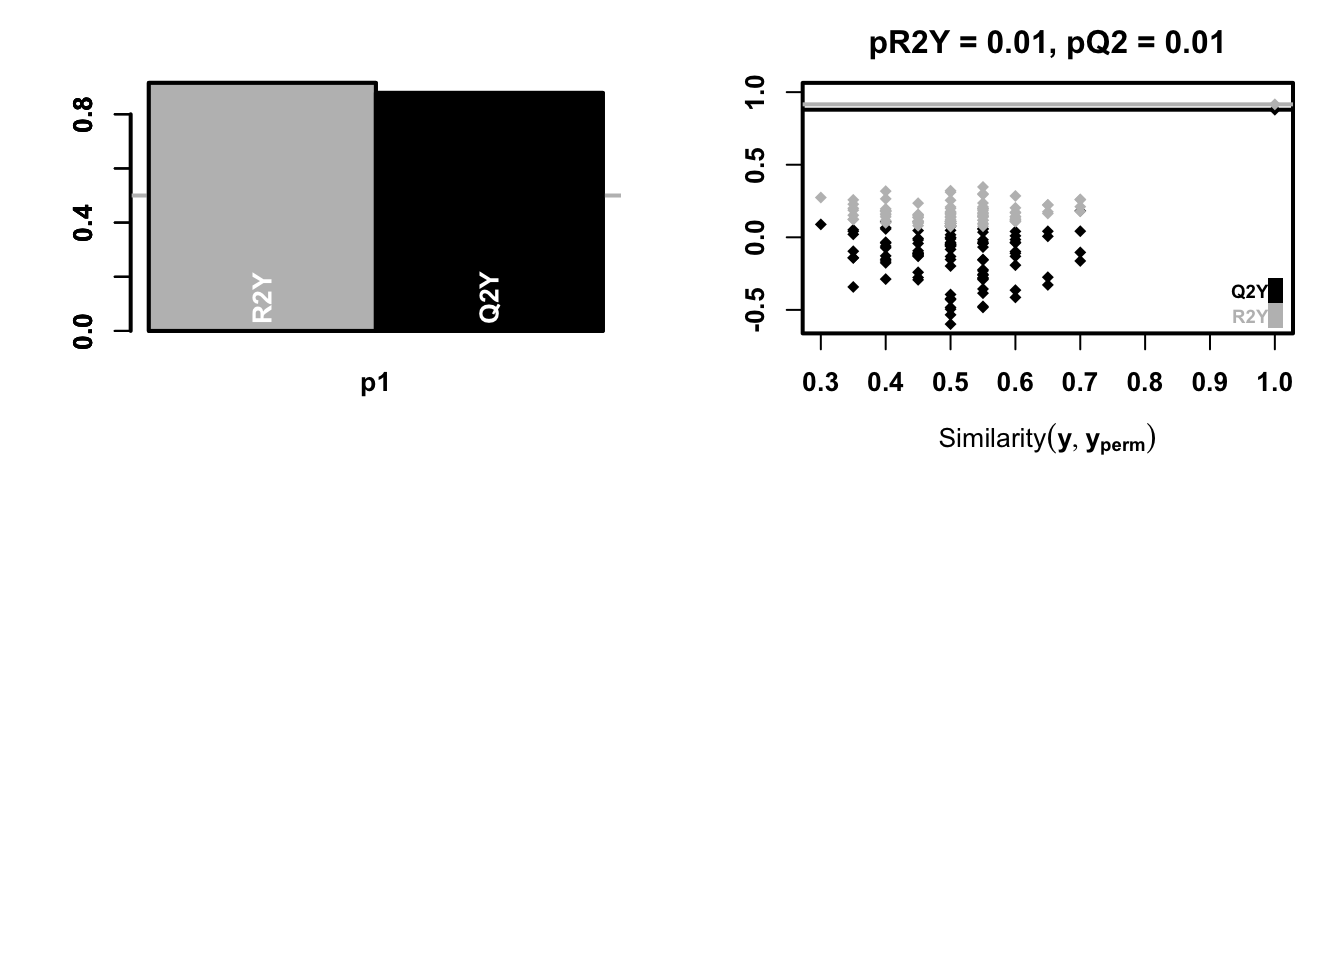 0.0
0.4
0.8
R2Y
Q2Y
p1
pR2Y = 0.01, pQ2 = 0.01
1.0
0.5
0.0
-0.5
Q2Y
R2Y
0.3 0.4 0.5 0.6 0.7 0.8 0.9 1.0
Similarity(y, yperm)